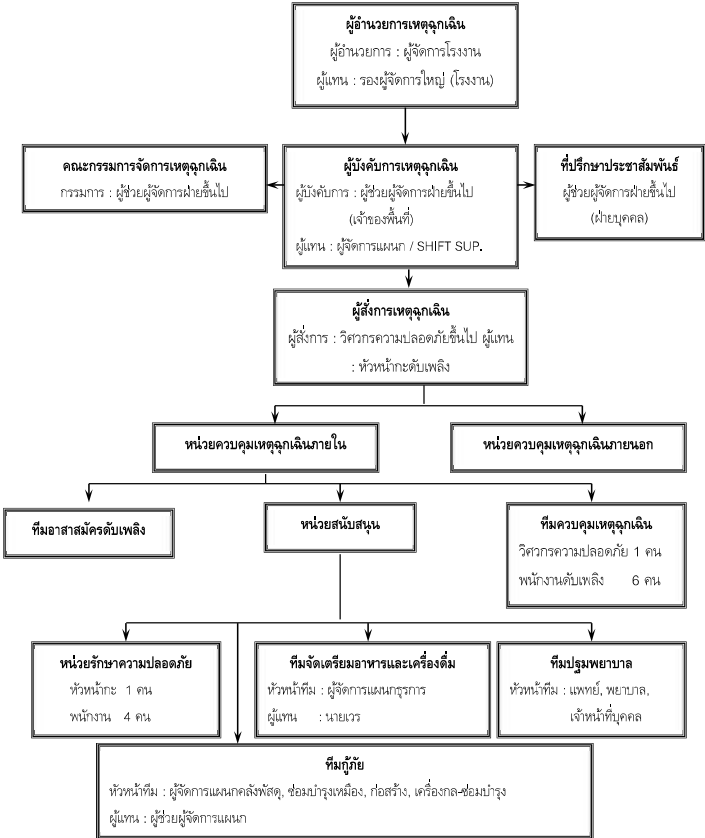 ผู้อำนวยการเหตุฉุกเฉิน
ผู้อำนวยการ : ผู้จัดการโรงงาน
ผู้แทน : รองผู้จัดการใหญ่ (โรงงาน)
คณะกรรมการจัดการเหตุฉุกเฉิน
กรรมการ : ผู้ช่วยผู้จัดการฝ่ายขึ้นไป
ผู้บังคับการเหตุฉุกเฉิน
ผู้บังคับการ : ผู้ช่วยผู้จัดการฝ่ายขึ้นไป
(เจ้าของพื้นที่)
ผู้แทน : ผู้จัดการแผนก / SHIFT SUP.
ที่ปรึกษาประชาสัมพันธ์
ผู้ช่วยผู้จัดการฝ่ายขึ้นไป
(ฝ่ายบุคคล)
ผู้สั่งการเหตุฉุกเฉิน
ผู้สั่งการ : วิศวกรความปลอดภัยขึ้นไป ผู้แทน
: หัวหน้ากะดับเพลิง
หน่วยควบคุมเหตุฉุกเฉินภายใน
หน่วยควบคุมเหตุฉุกเฉินภายนอก
ทีมอาสาสมัครดับเพลิง
หน่วยสนับสนุน
ทีมควบคุมเหตุฉุกเฉิน
วิศวกรความปลอดภัย 1 คน
พนักงานดับเพลิง 6 คน
หน่วยรักษาความปลอดภัย
หัวหน้ากะ 1 คน
พนักงาน 4 คน
ทีมจัดเตรียมอาหารและเครื่องดื่ม
หัวหน้าทีม : ผู้จัดการแผนกธุรการ
ผู้แทน : นายเวร
ทีมปฐมพยาบาล
หัวหน้าทีม : แพทย์, พยาบาล,
เจ้าหน้าที่บุคคล
ทีมกู้ภัย
หัวหน้าทีม : ผู้จัดการแผนกคลังพัสดุ, ซ่อมบำรุงเหมือง, ก่อสร้าง, เครื่องกล-ซ่อมบำรุง
ผู้แทน : ผู้ช่วยผู้จัดการแผนก